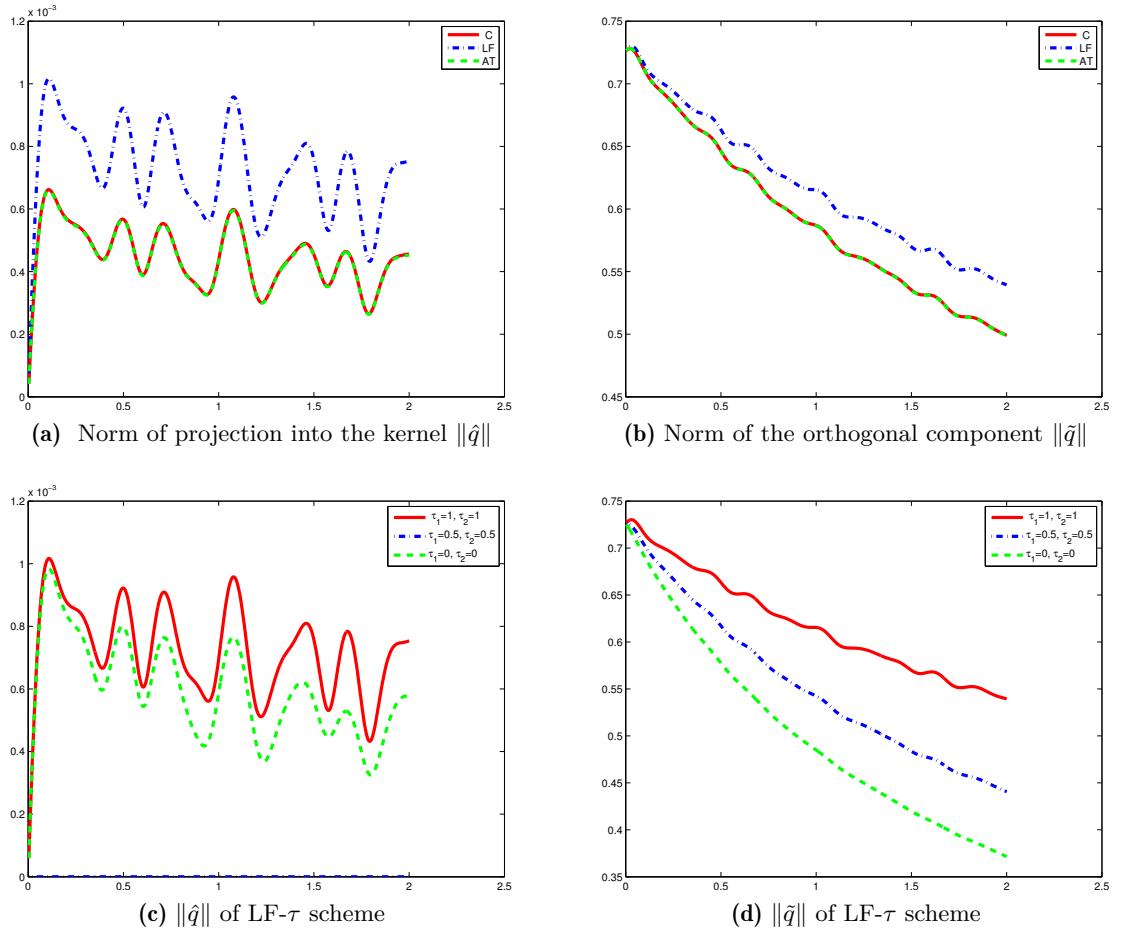 x 10⁻³
1.2
1
0.8
0.6
0.4
0.2
0
0 0.5 1 1.5 2 2.5
C
LF
AT
(a) Norm of projection into the kernel ‖q̂‖
0.75
0.7
0.65
0.6
0.55
0.5
0.45
0 0.5 1 1.5 2 2.5
C
LF
AT
(b) Norm of the orthogonal component ‖q̃‖
x 10⁻³
1.2
1
0.8
0.6
0.4
0.2
0
0 0.5 1 1.5 2 2.5
τ₁=1, τ₂=1
τ₁=0.5, τ₂=0.5
τ₁=0, τ₂=0
(c) ‖q̂‖ of LF-τ scheme
0.75
0.7
0.65
0.6
0.55
0.5
0.45
0.4
0.35
0 0.5 1 1.5 2 2.5
τ₁=1, τ₂=1
τ₁=0.5, τ₂=0.5
τ₁=0, τ₂=0
(d) ‖q̃‖ of LF-τ scheme